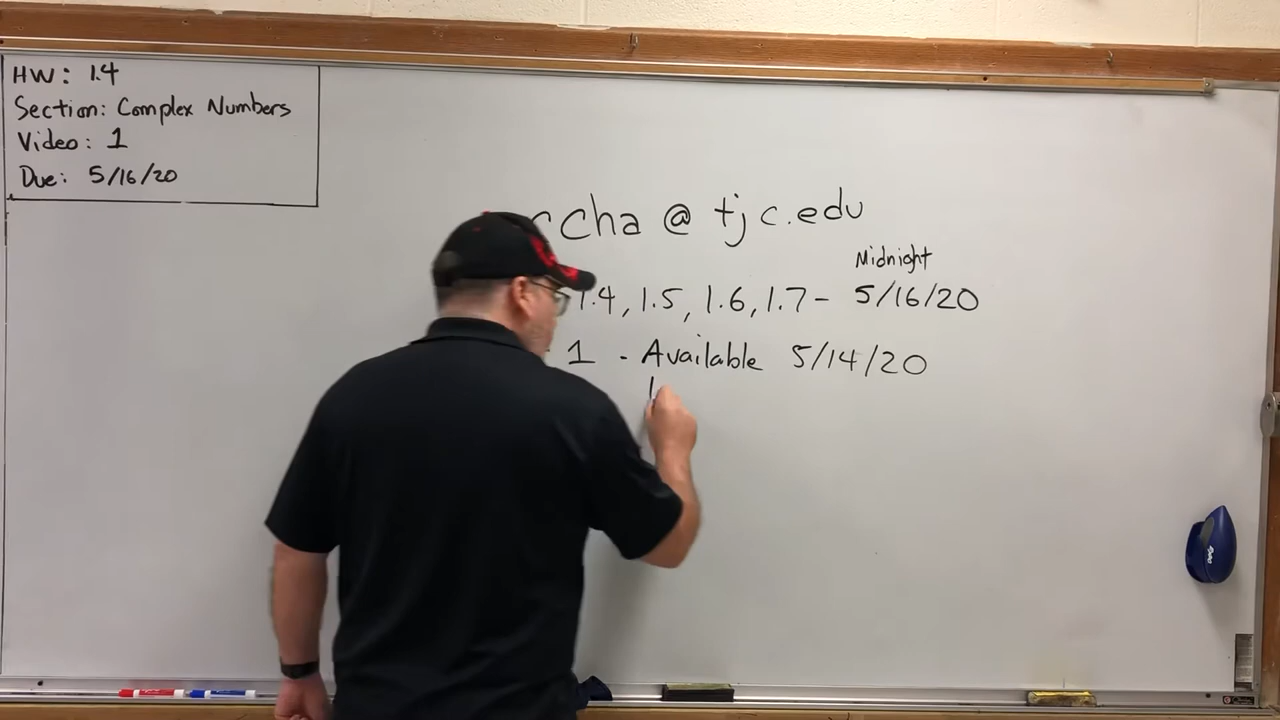 HW: 1.4
Section: Complex Numbers
Video: 1
Due: 5/16/20
ccha @ tjc.edu
Midnight
1.4, 1.5, 1.6, 1.7 - 5/16/20
1 - Available 5/14/20